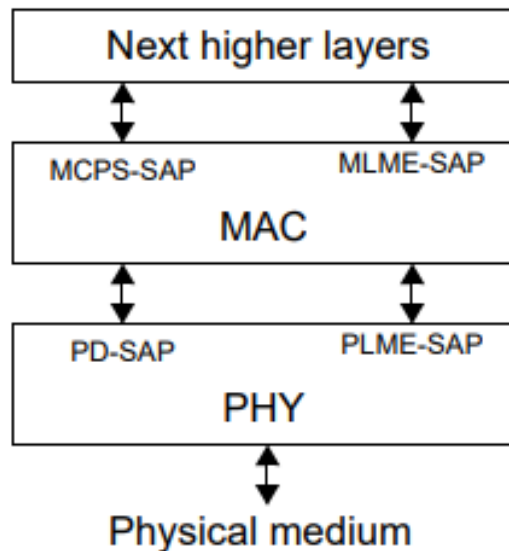 Next higher layers
MCPS-SAP MLME-SAP
MAC
PD-SAP PLME-SAP
PHY
Physical medium